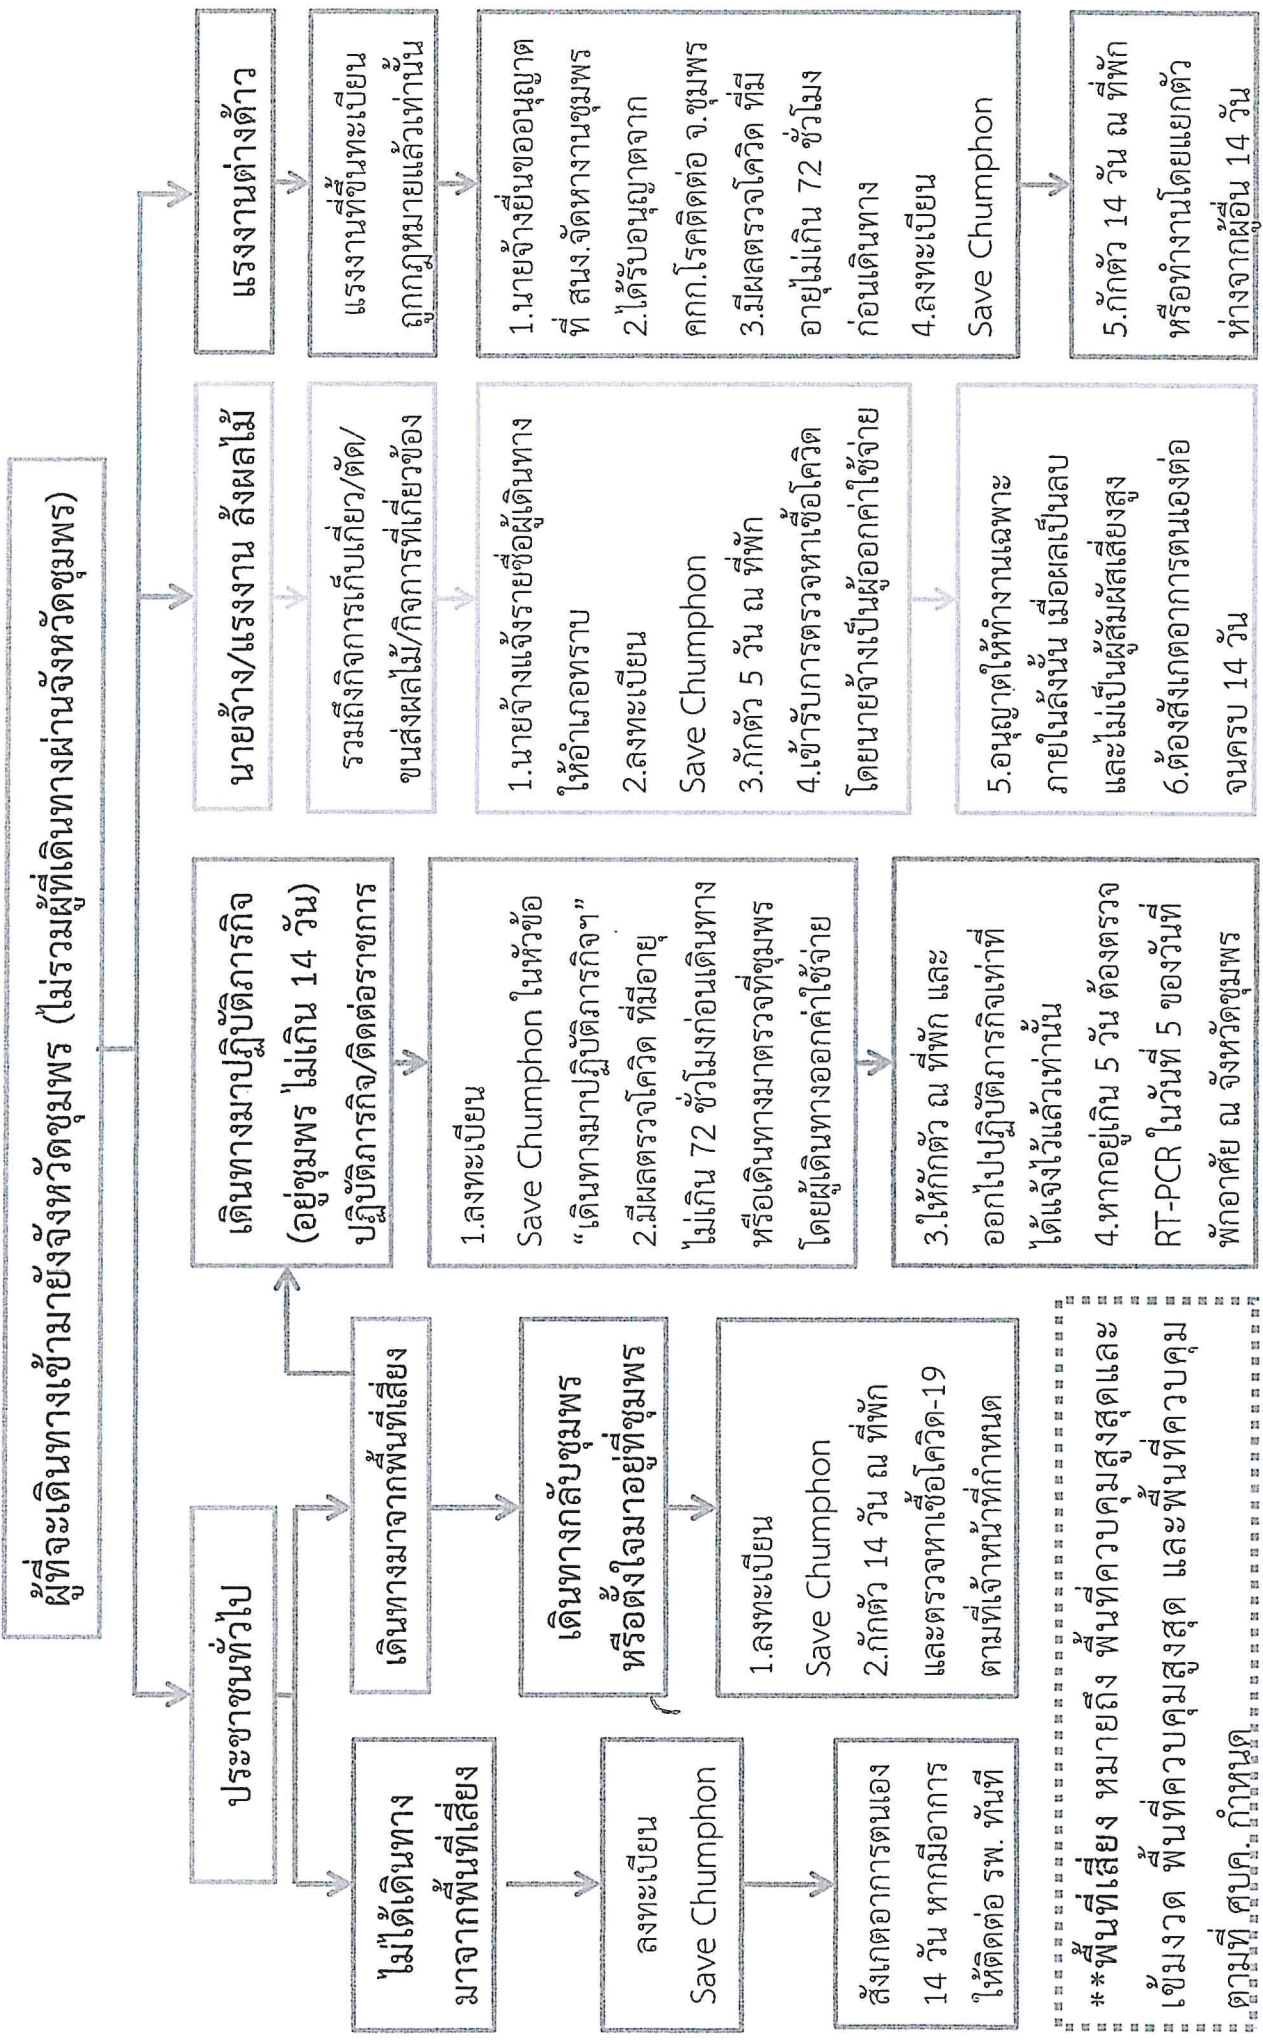 ผู้ที่จะเดินทางเข้ามายังจังหวัดชุมพร (ไม่รวมผู้ที่เดินทางผ่านจังหวัดชุมพร)
ประชาชนทั่วไป
ไม่ได้เดินทาง
มาจากพื้นที่เสี่ยง
ลงทะเบียน
Save Chumphon
สังเกตอาการตนเอง
14 วัน หากมีอาการ
ให้ติดต่อ รพ. ทันที
เดินทางมาจากพื้นที่เสี่ยง
เดินทางกลับชุมพร
หรือตั้งใจมาอยู่ที่ชุมพร
1.ลงทะเบียน
Save Chumphon
2.กักตัว 14 วัน ณ ที่พัก
และตรวจหาเชื้อโควิด-19
ตามที่เจ้าหน้าที่กำหนด
เดินทางมาปฏิบัติภารกิจ
(อยู่ชุมพร ไม่เกิน 14 วัน)
ปฏิบัติภารกิจ/ติดต่อราชการ
1.ลงทะเบียน
Save Chumphon ในหัวข้อ
“เดินทางมาปฏิบัติภารกิจฯ”
2.มีผลตรวจโควิด ที่มีอายุ
ไม่เกิน 72 ชั่วโมงก่อนเดินทาง
หรือเดินทางมาตรวจที่ชุมพร
โดยผู้เดินทางออกค่าใช้จ่าย
3.ให้กักตัว ณ ที่พัก และ
ออกไปปฏิบัติภารกิจเท่าที่
ได้แจ้งไว้แล้วเท่านั้น
4.หากอยู่เกิน 5 วัน ต้องตรวจ
RT-PCR ในวันที่ 5 ของวันที่
พักอาศัย ณ จังหวัดชุมพร
นายจ้าง/แรงงาน ล้งผลไม้
รวมถึงกิจการเก็บเกี่ยว/ตัด/
ขนส่งผลไม้/กิจการที่เกี่ยวข้อง
1.นายจ้างแจ้งรายชื่อผู้เดินทาง
ให้อำเภอทราบ
2.ลงทะเบียน
Save Chumphon
3.กักตัว 5 วัน ณ ที่พัก
4.เข้ารับการตรวจหาเชื้อโควิด
โดยนายจ้างเป็นผู้ออกค่าใช้จ่าย
5.อนุญาตให้ทำงานเฉพาะ
ภายในล้งนั้น เมื่อผลเป็นลบ
และไม่เป็นผู้สัมผัสเสี่ยงสูง
6.ต้องสังเกตอาการตนเองต่อ
จนครบ 14 วัน
แรงงานต่างด้าว
แรงงานที่ขึ้นทะเบียน
ถูกกฎหมายแล้วเท่านั้น
1.นายจ้างยื่นขออนุญาต
ที่ สนง.จัดหางานชุมพร
2.ได้รับอนุญาตจาก
คกก.โรคติดต่อ จ.ชุมพร
3.มีผลตรวจโควิด ที่มี
อายุไม่เกิน 72 ชั่วโมง
ก่อนเดินทาง
4.ลงทะเบียน
Save Chumphon
5.กักตัว 14 วัน ณ ที่พัก
หรือทำงานโดยแยกตัว
ห่างจากผู้อื่น 14 วัน
**พื้นที่เสี่ยง หมายถึง พื้นที่ควบคุมสูงสุดและ
เข้มงวด พื้นที่ควบคุมสูงสุด และพื้นที่ควบคุม
ตามที่ ศบค. กำหนด